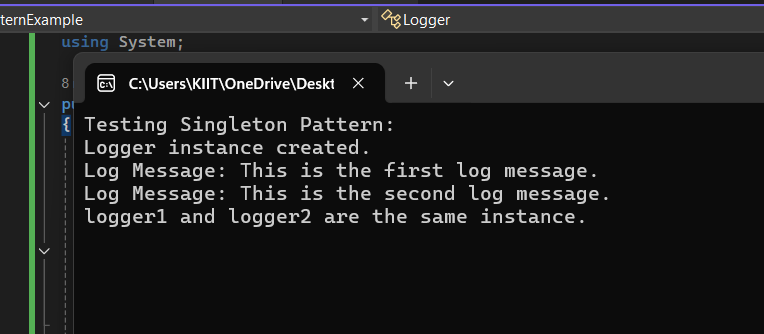 ternExample
Logger
using System;
8
C:\Users\KIIT\OneDrive\Deskt
pu
{
Testing Singleton Pattern:
Logger instance created.
Log Message: This is the first log message.
Log Message: This is the second log message.
logger1 and logger2 are the same instance.